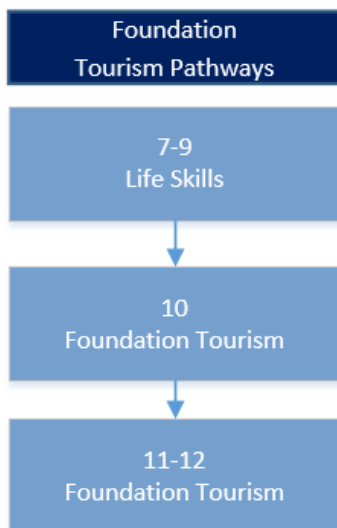 Foundation
Tourism Pathways
7-9
Life Skills
10
Foundation Tourism
11-12
Foundation Tourism